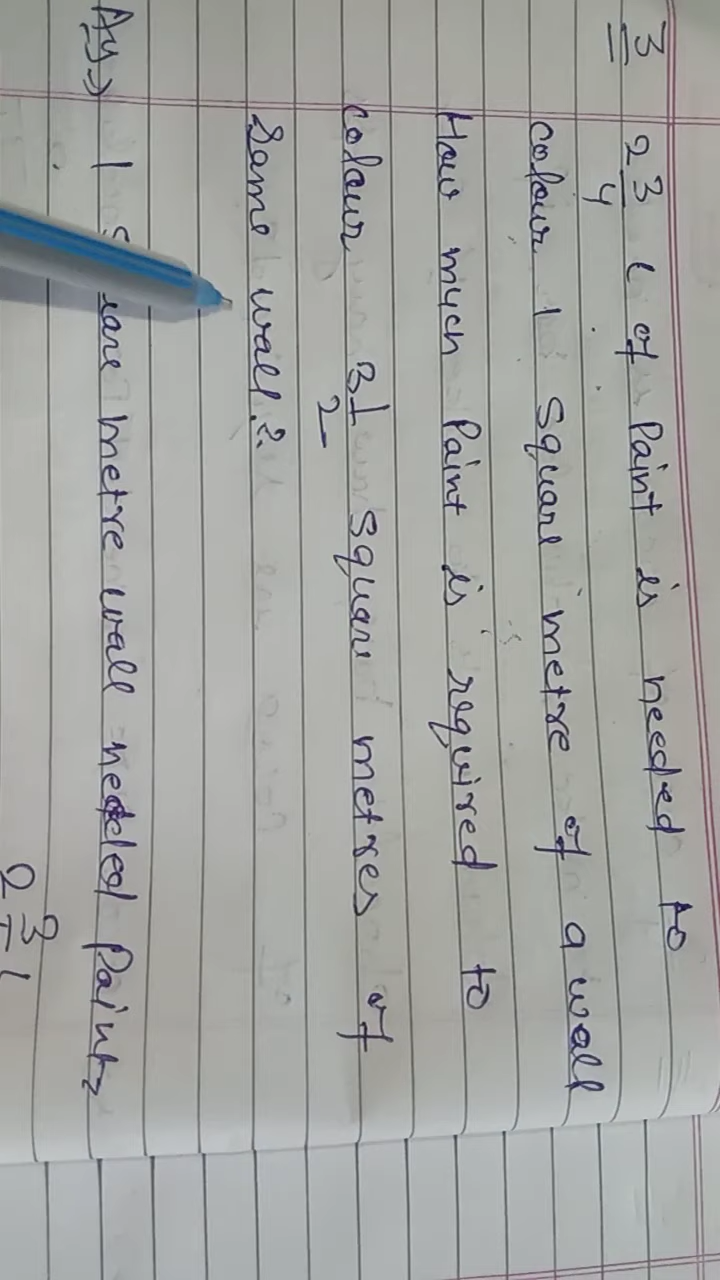 3 2 3/4 l of Paint is needed to
colour 1 square metre of a wall
How much Paint is required to
colour 3 1/2 square metres of
Same wall?
1 metre wall needed Paint=
2 3/4 l